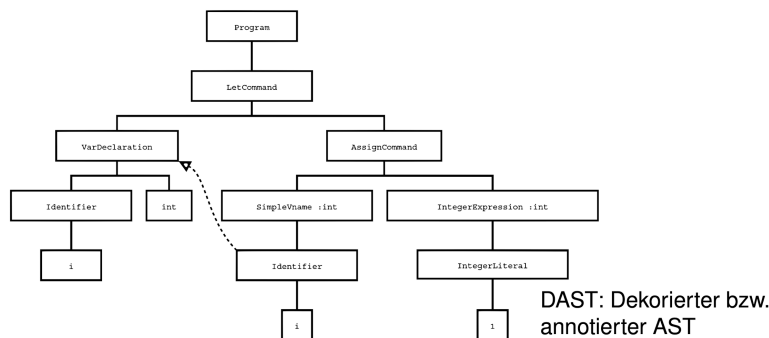 Program
LetCommand
VarDeclaration
AssignCommand
Identifier
int
SimpleVname :int
IntegerExpression :int
i
Identifier
IntegerLiteral
i
1
DAST: Dekorierter bzw.
annotierter AST